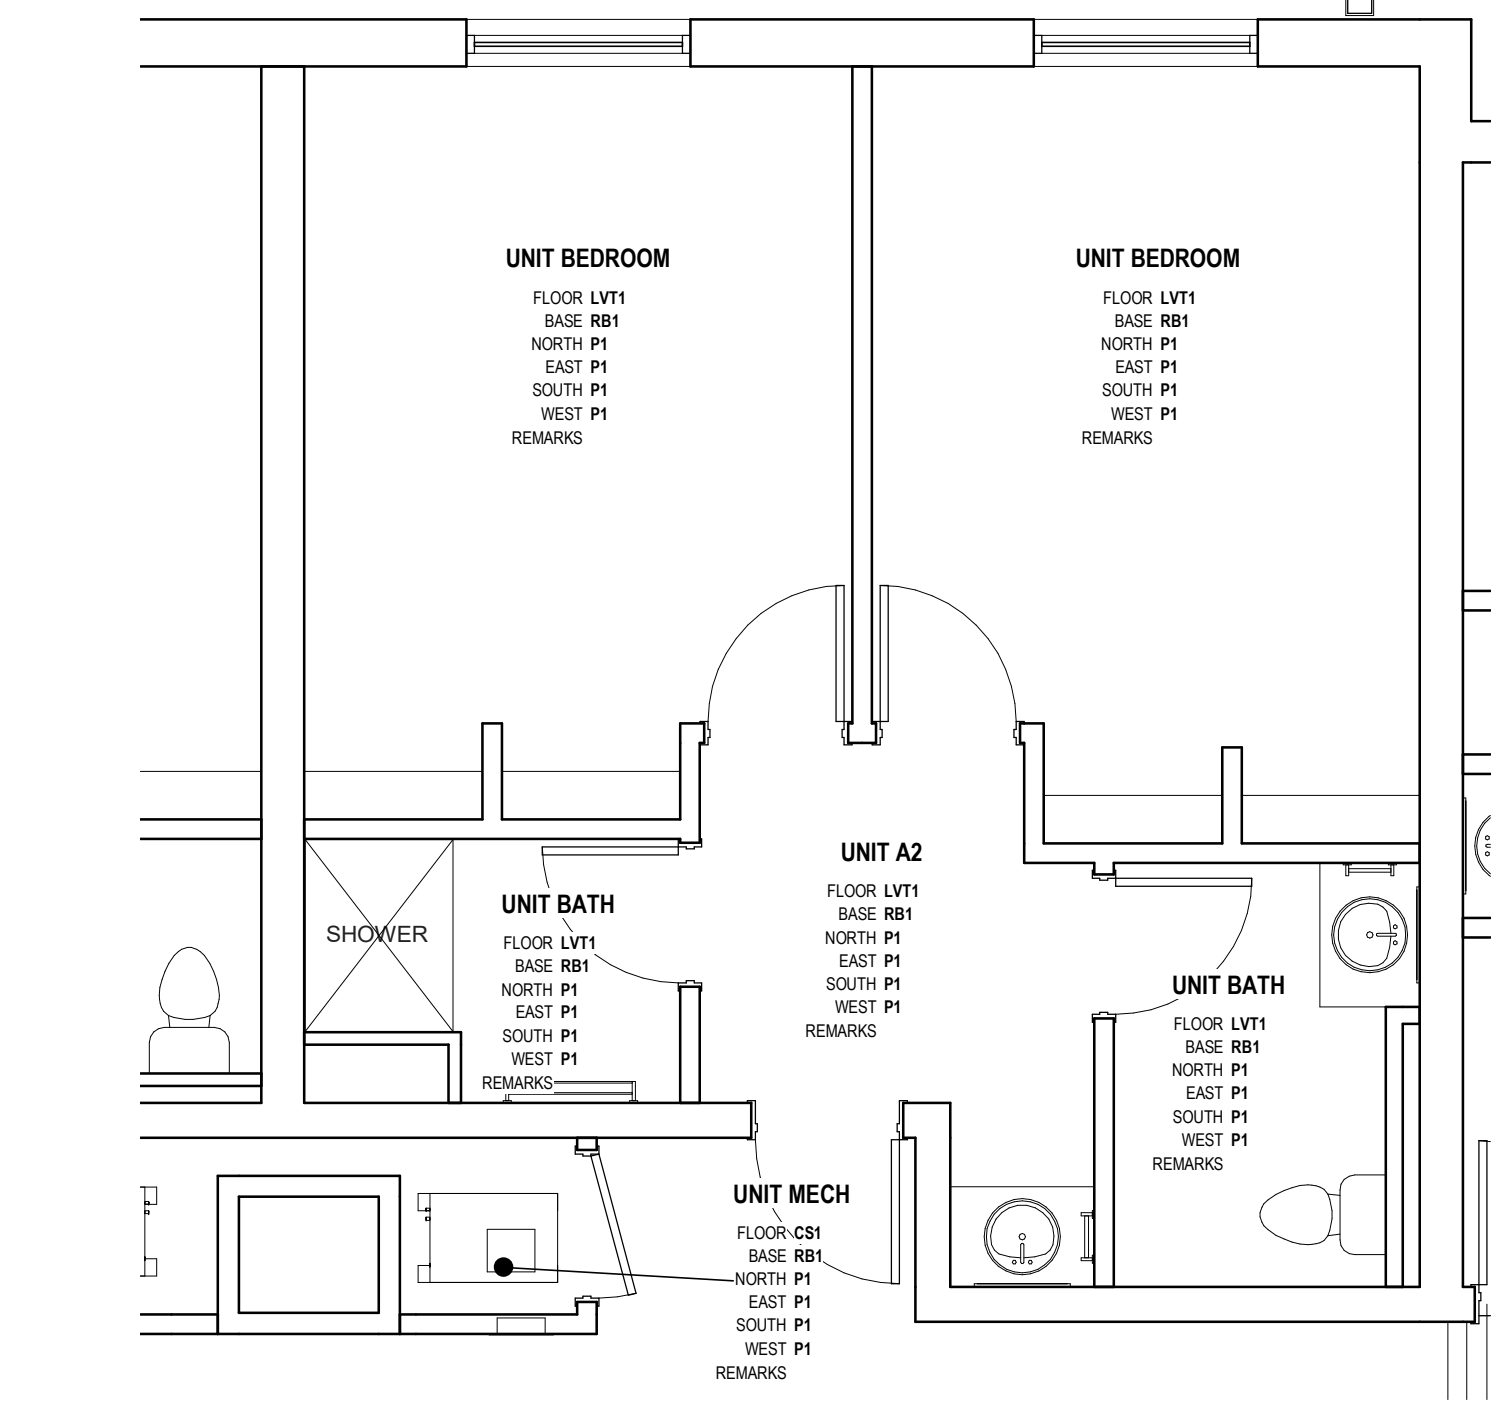 UNIT BEDROOM
FLOOR LVT1
BASE RB1
NORTH P1
EAST P1
SOUTH P1
WEST P1
REMARKS
UNIT BEDROOM
FLOOR LVT1
BASE RB1
NORTH P1
EAST P1
SOUTH P1
WEST P1
REMARKS
UNIT A2
FLOOR LVT1
BASE RB1
NORTH P1
EAST P1
SOUTH P1
WEST P1
REMARKS
SHOWER
UNIT BATH
FLOOR LVT1
BASE RB1
NORTH P1
EAST P1
SOUTH P1
WEST P1
REMARKS
UNIT BATH
FLOOR LVT1
BASE RB1
NORTH P1
EAST P1
SOUTH P1
WEST P1
REMARKS
UNIT MECH
FLOOR CS1
BASE RB1
NORTH P1
EAST P1
SOUTH P1
WEST P1
REMARKS